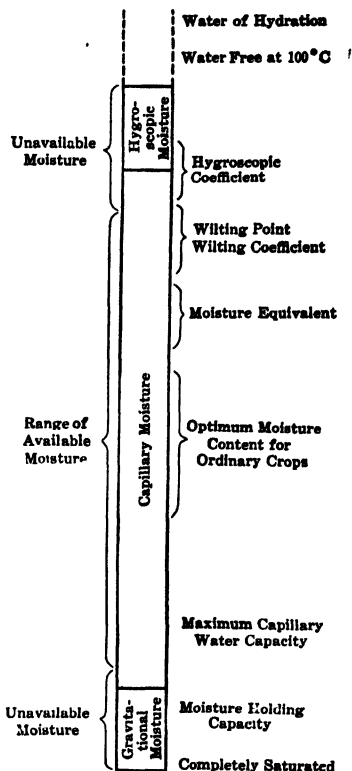 Water of Hydration
Water Free at 100°C
Hygro-
scopic
Moisture
Unavailable
Moisture
Hygroscopic
Coefficient
Wilting Point
Wilting Coefficient
Moisture Equivalent
Capillary Moisture
Range of
Available
Moisture
Optimum Moisture
Content for
Ordinary Crops
Maximum Capillary
Water Capacity
Unavailable
Moisture
Gravita-
tional
Moisture
Moisture Holding
Capacity
Completely Saturated